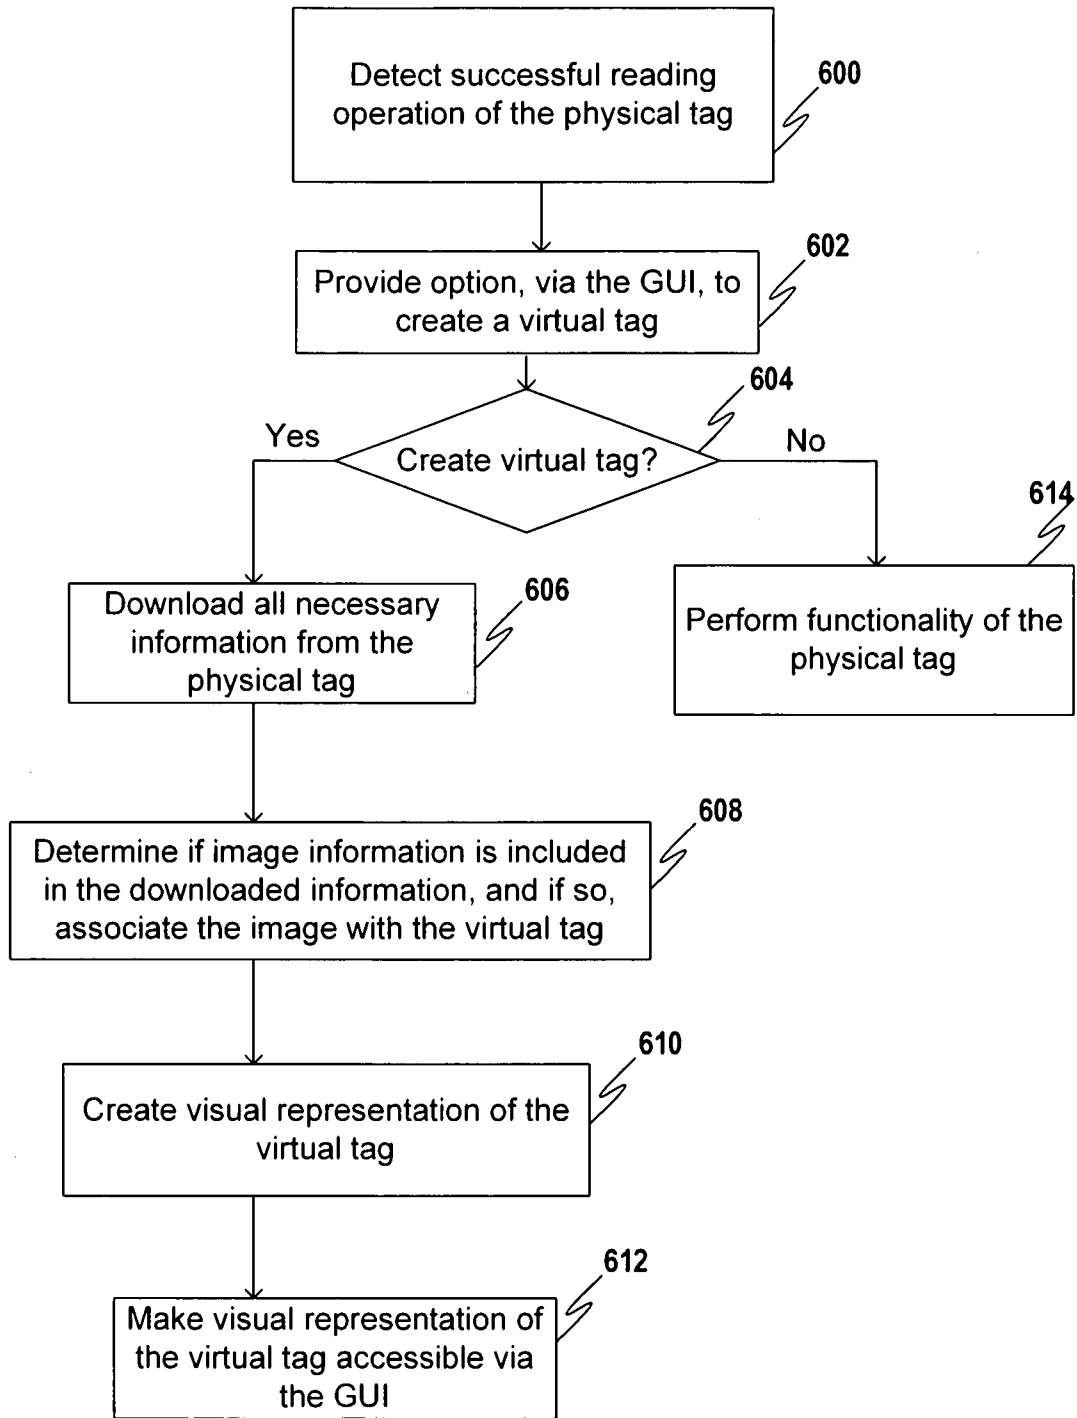 Detect successful reading
operation of the physical tag
600
602
Provide option, via the GUI, to
create a virtual tag
604
Yes
Create virtual tag?
No
614
606
Download all necessary
information from the
physical tag
Perform functionality of the
physical tag
608
Determine if image information is included
in the downloaded information, and if so,
associate the image with the virtual tag
610
Create visual representation of the
virtual tag
612
Make visual representation of
the virtual tag accessible via
the GUI